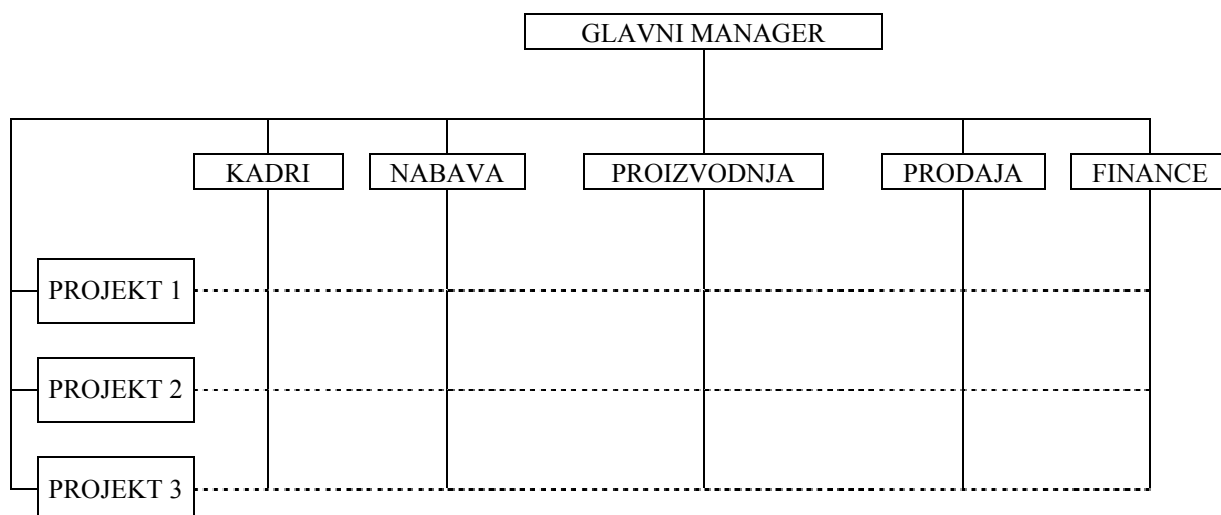 GLAVNI MANAGER
KADRI
NABAVA
PROIZVODNJA
PRODAJA
FINANCE
PROJEKT 1
PROJEKT 2
PROJEKT 3